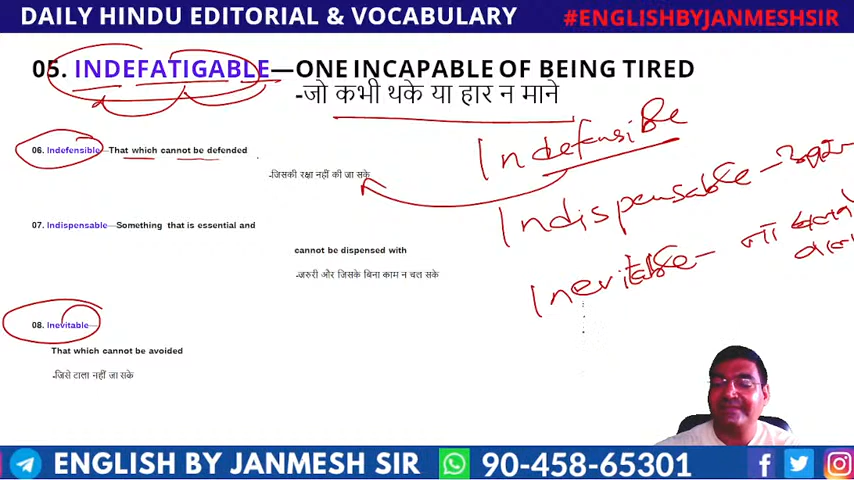 DAILY HINDU EDITORIAL & VOCABULARY #ENGLISHBYJANMESHSIR
05. INDEFATIGABLE—ONE INCAPABLE OF BEING TIRED
-जो कभी थके या हार न माने
06. Indefensible—That which cannot be defended
-जिसकी रक्षा नहीं की जा सके
07. Indispensable—Something that is essential and
cannot be dispensed with
-जरुरी और जिसके बिना काम न चल सके
08. Inevitable—
That which cannot be avoided
-जिसे टाला नहीं जा सके
Indefensible
Indispensable -
Inevitable -
ENGLISH BY JANMESH SIR 90-458-65301